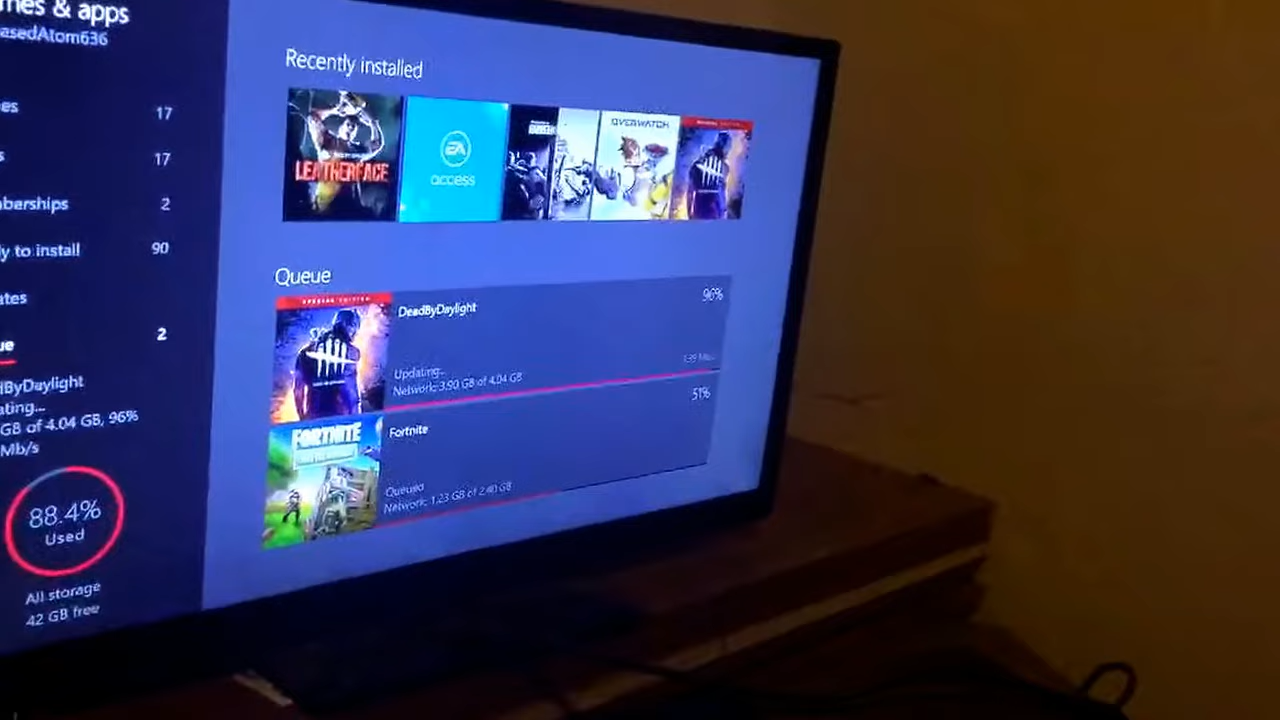 mes & apps
asedAtom636
es 17
s 17
berships 2
y to install 90
ates
ue 2
dByDaylight
ating...
GB of 4.04 GB, 96%
Mb/s
88.4%
Used
All storage
42 GB free
Recently installed
LEATHERFACE
EA
access
OVERWATCH
Queue
SPECIAL EDITION
DeadByDaylight
96%
Updating...
Network: 3.90 GB of 4.04 GB
FORTNITE
Fortnite
51%
Queued
Network: 1.23 GB of 2.40 GB